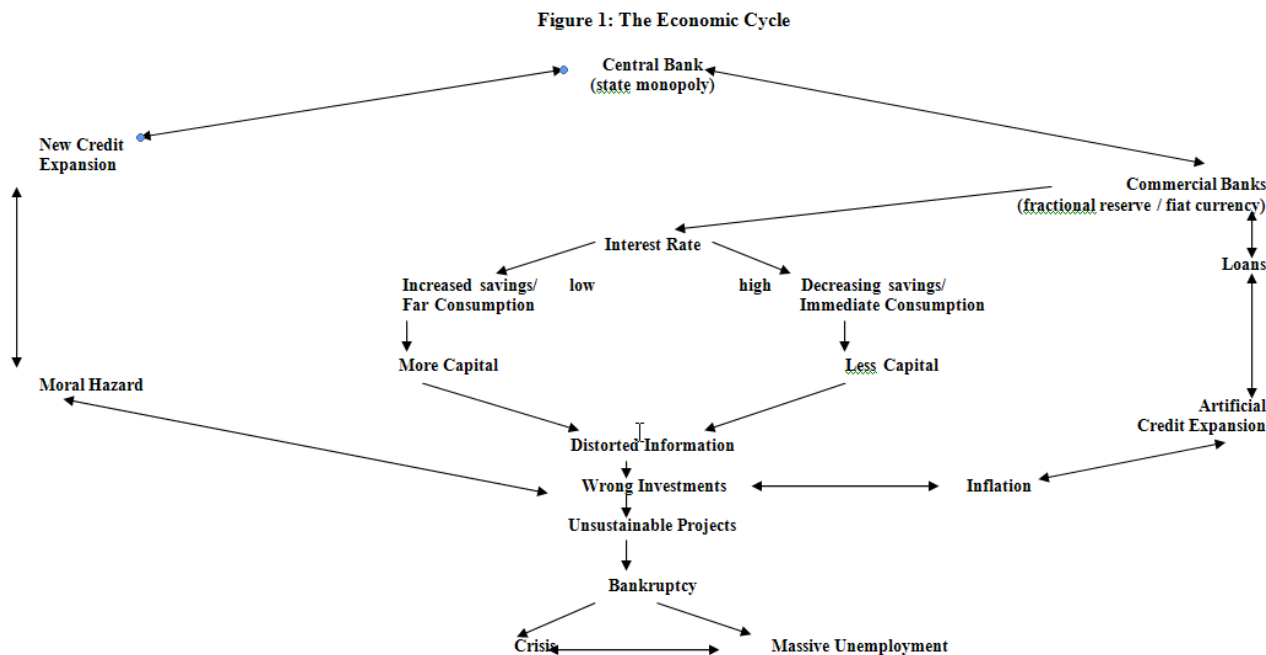 Figure 1: The Economic Cycle
Central Bank
(state monopoly)
New Credit
Expansion
Commercial Banks
(fractional reserve / fiat currency)
Interest Rate
Loans
Increased savings/
Far Consumption
low
high
Decreasing savings/
Immediate Consumption
More Capital
Less Capital
Moral Hazard
Artificial
Credit Expansion
Distorted Information
Wrong Investments
Inflation
Unsustainable Projects
Bankruptcy
Crisis
Massive Unemployment